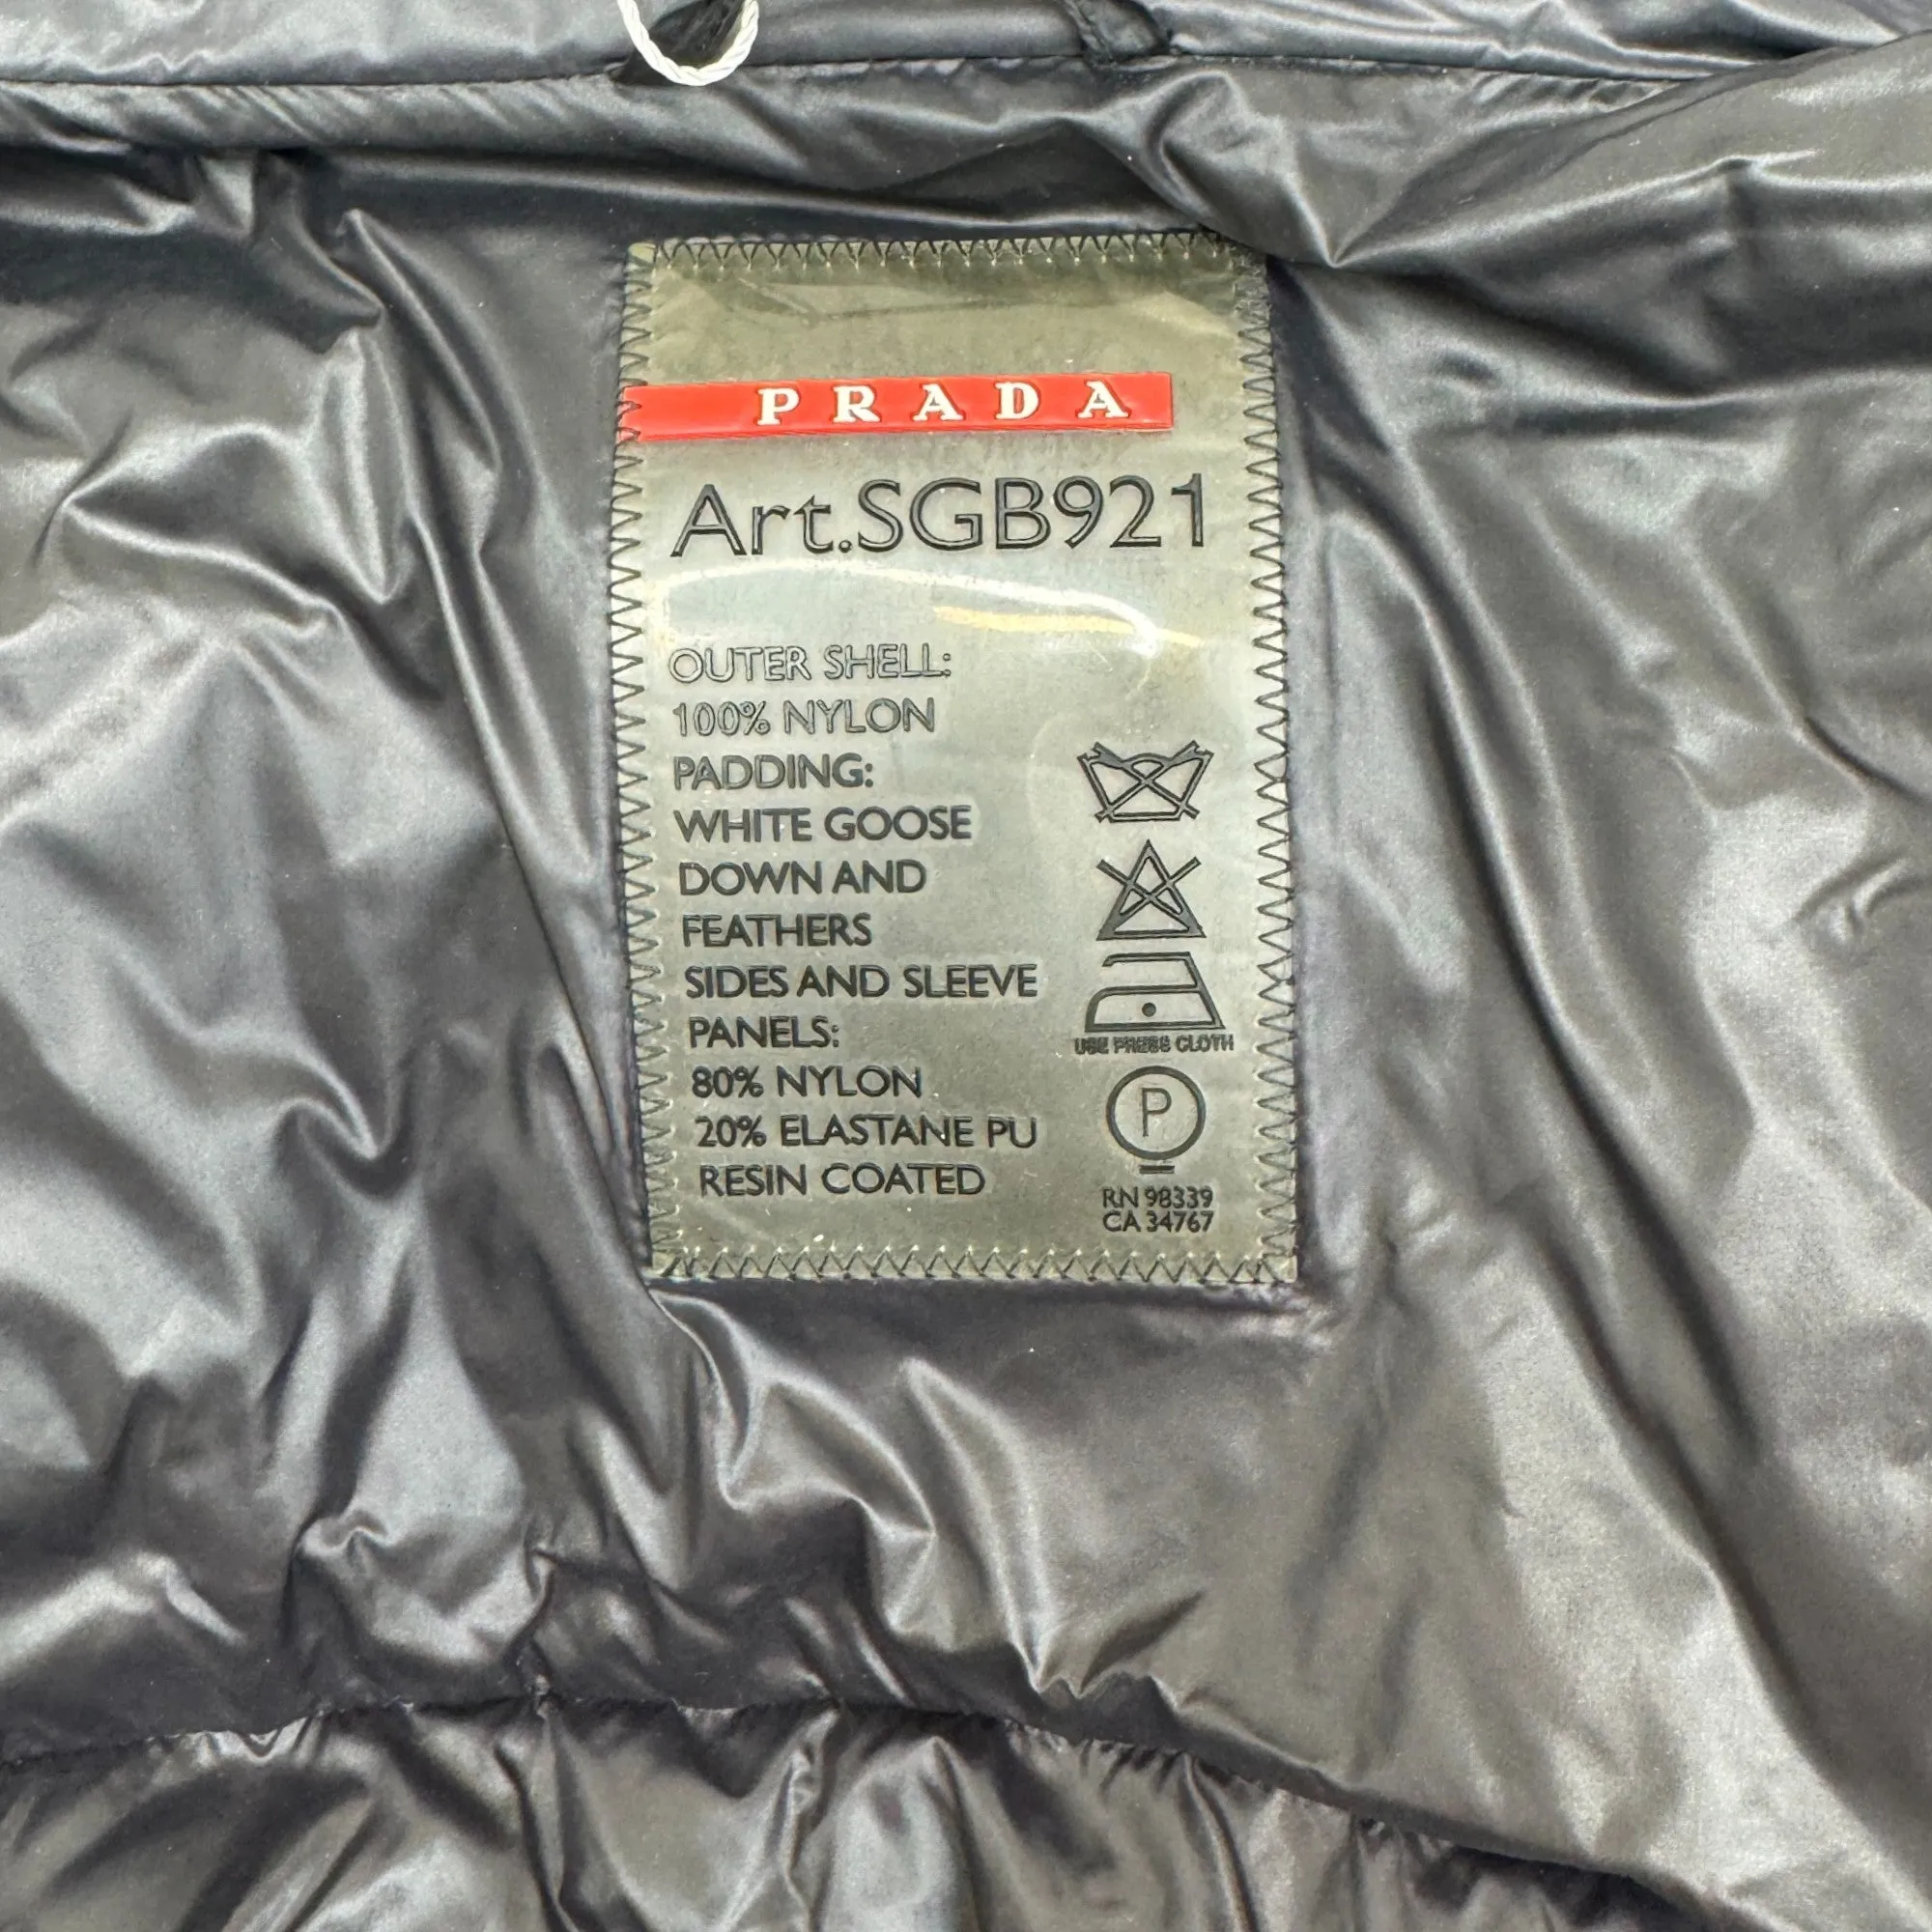 PRADA
Art.SGB921
OUTER SHELL:
100% NYLON
PADDING:
WHITE GOOSE
DOWN AND
FEATHERS
SIDES AND SLEEVE
PANELS:
80% NYLON
20% ELASTANE PU
RESIN COATED
USE PRESS CLOTH
P
RN 98339
CA 34767